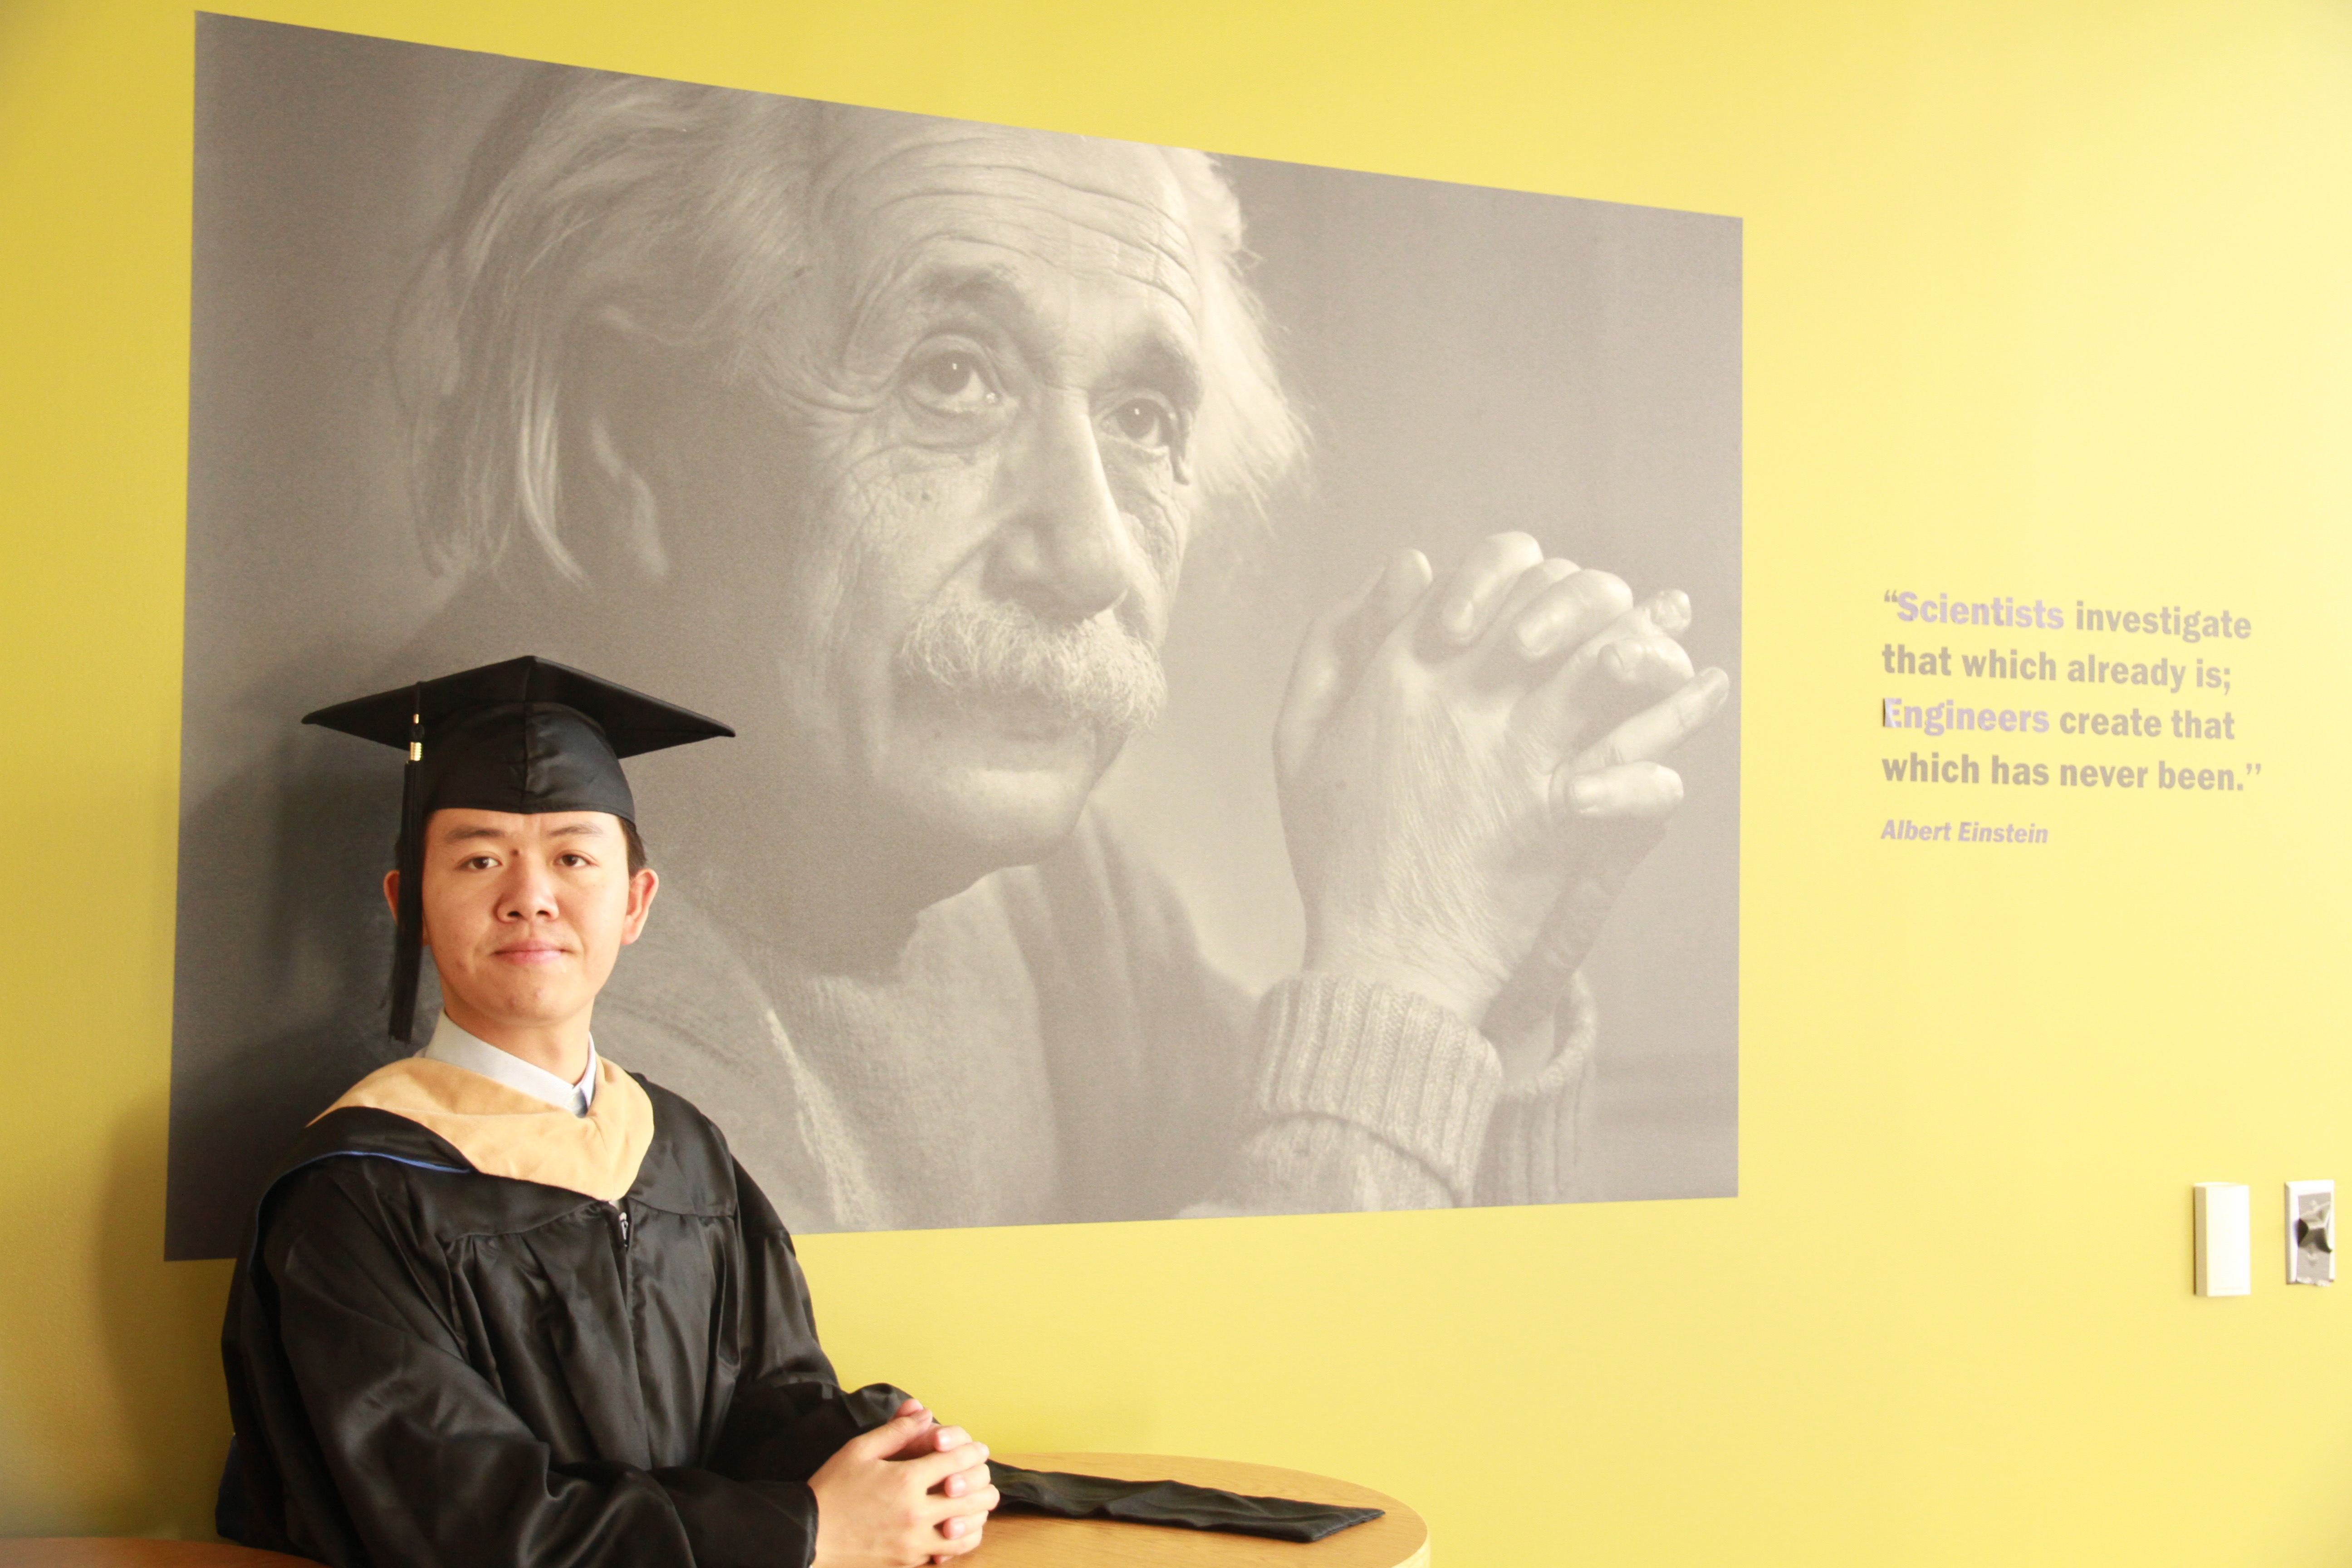 “Scientists investigate
that which already is;
Engineers create that
which has never been.”
Albert Einstein